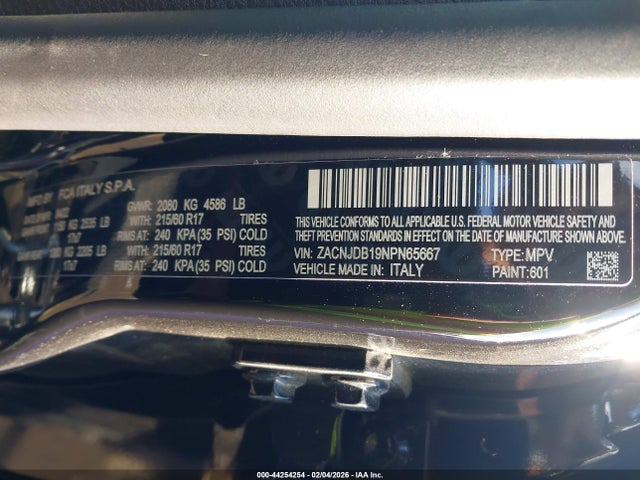 MFD BY: FCA ITALY S.P.A.
GVWR: 2080 KG 4586 LB
WITH: 215/60 R17 TIRES
RIMS AT: 240 KPA(35 PSI) COLD
WITH: 215/60 R17 TIRES
RIMS AT: 240 KPA(35 PSI) COLD
THIS VEHICLE CONFORMS TO ALL APPLICABLE U.S. FEDERAL MOTOR VEHICLE SAFETY
AND THEFT PREVENTION STANDARDS IN EFFECT ON THE DATE OF MANUFACTURE SHOWN ABOVE.
VIN: ZACNJDB19NPN65667 TYPE: MPV
VEHICLE MADE IN: ITALY PAINT: 601
000-44254254 - 02/04/2026 - Copyright © IAA, Inc.